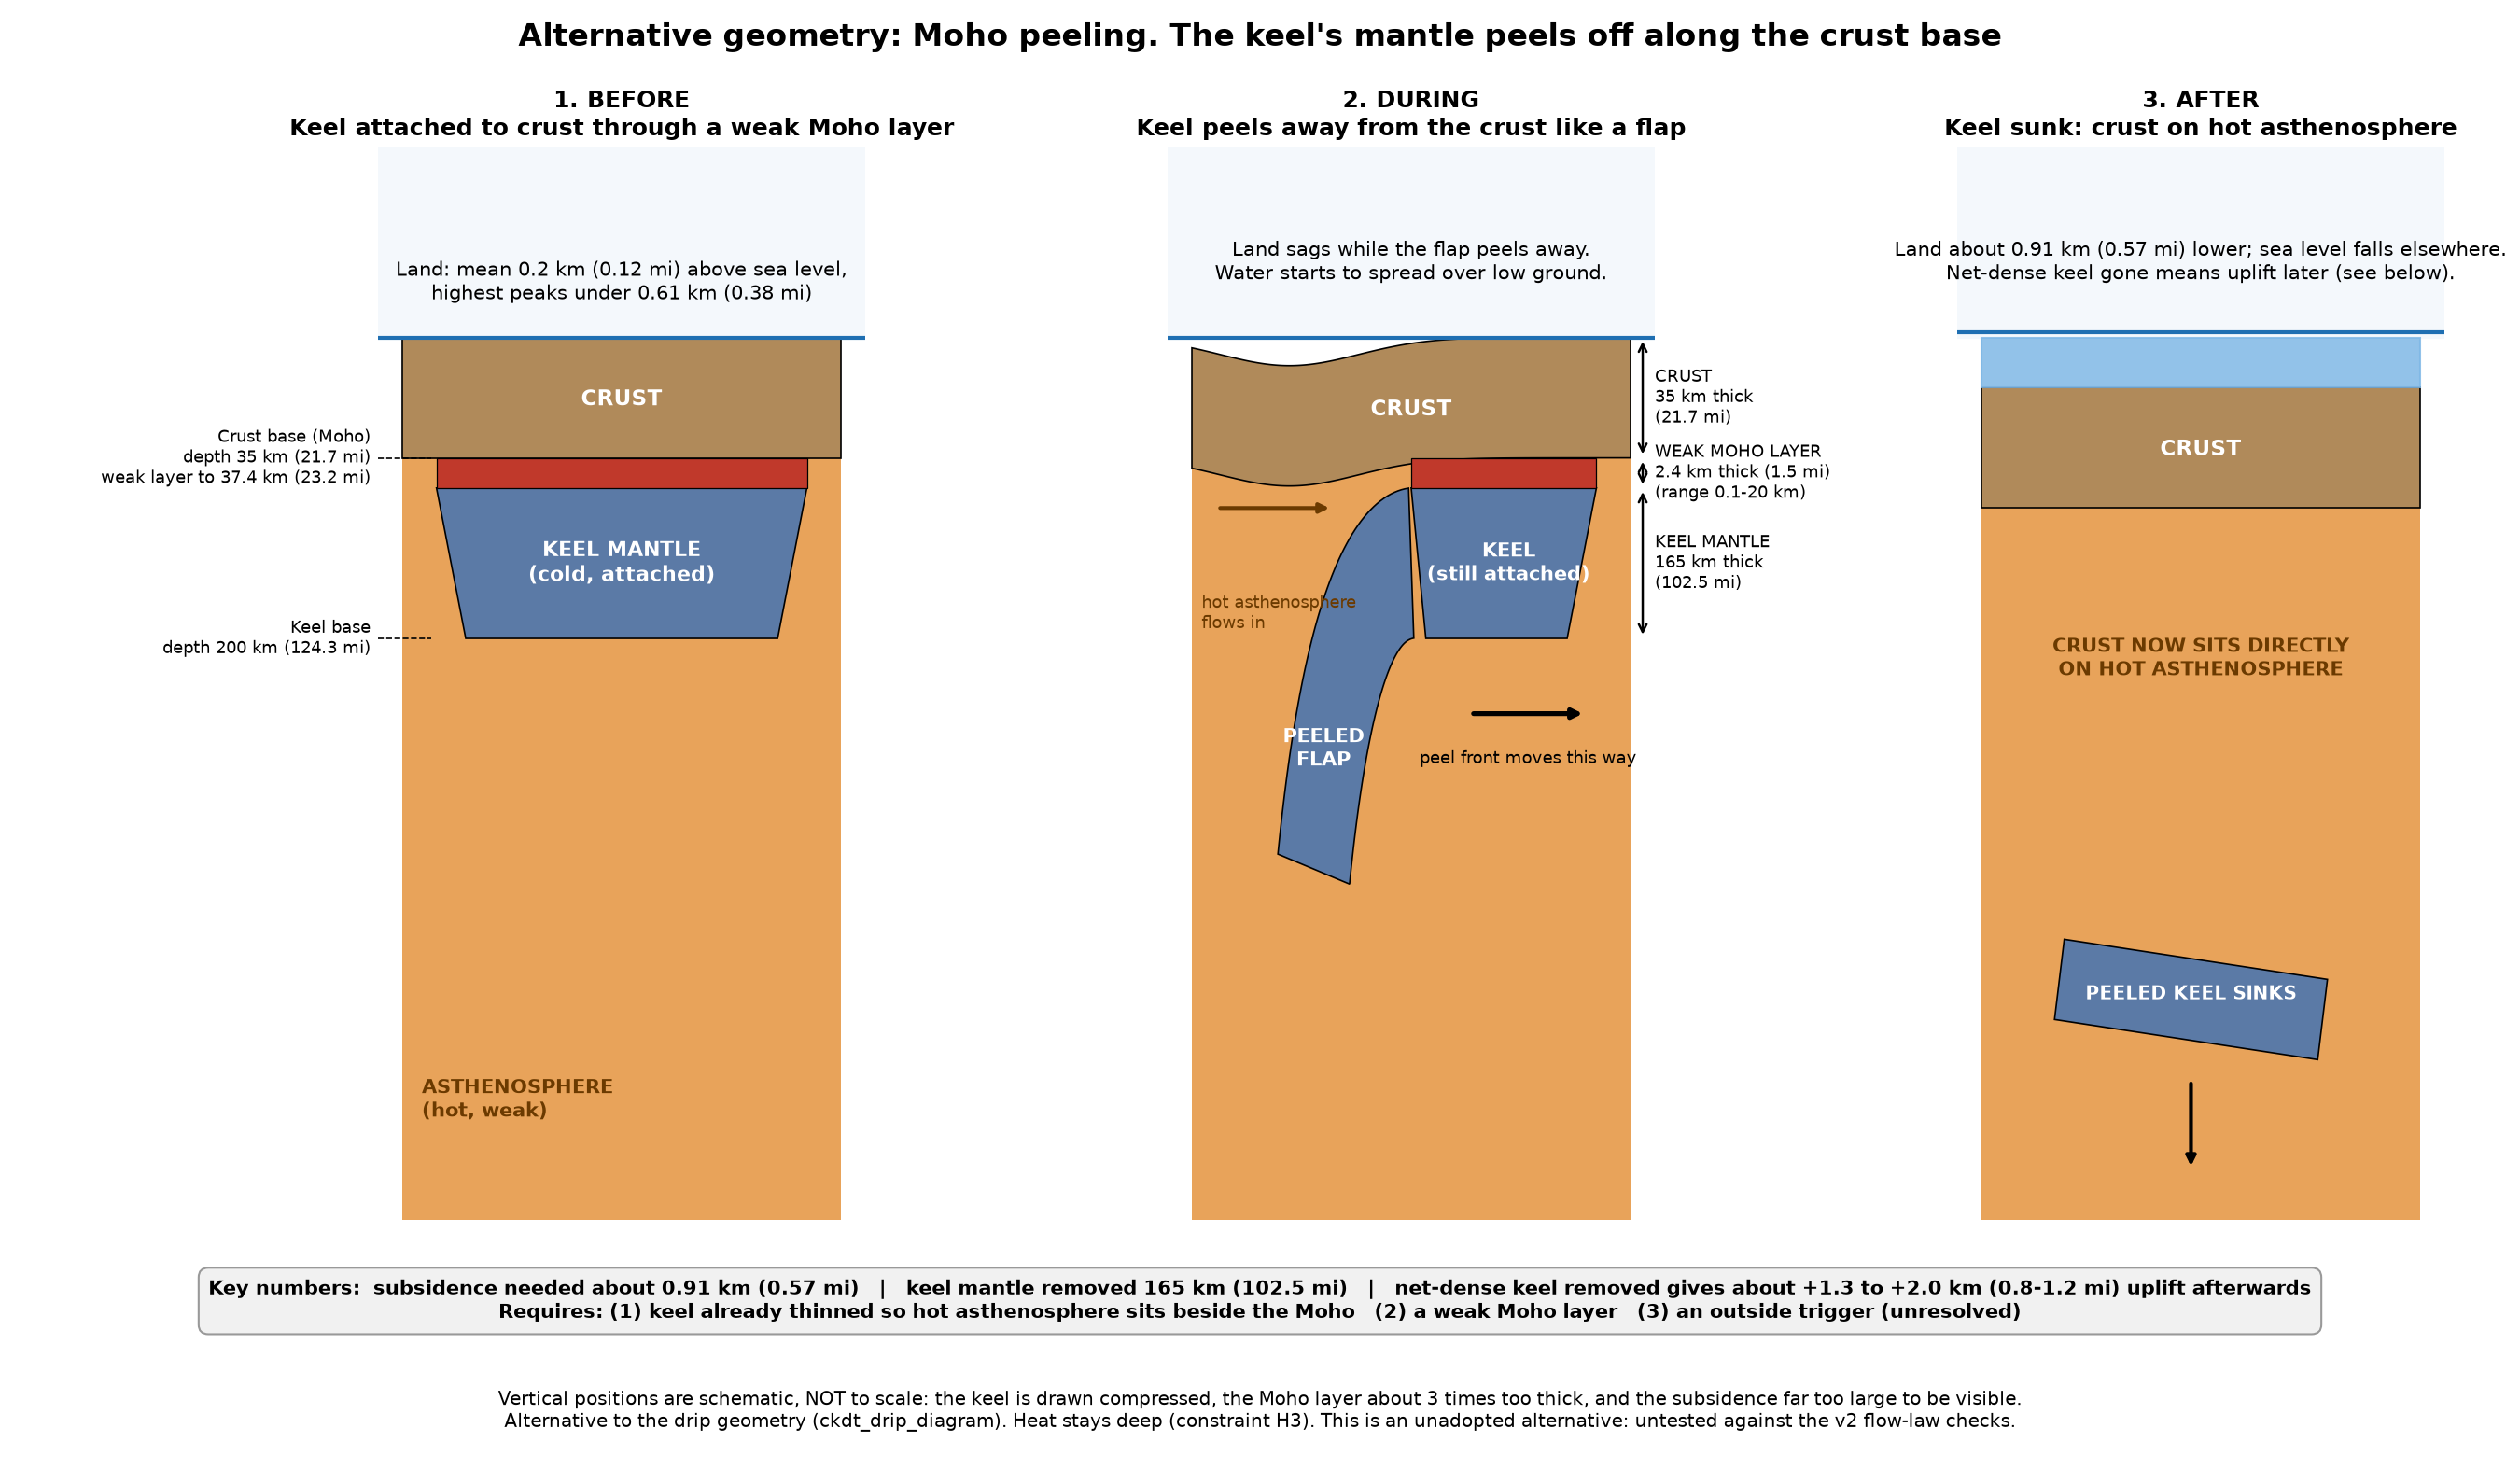 Alternative geometry: Moho peeling. The keel's mantle peels off along the crust base
1. BEFORE
Keel attached to crust through a weak Moho layer
Land: mean 0.2 km (0.12 mi) above sea level,
highest peaks under 0.61 km (0.38 mi)
CRUST
Crust base (Moho)
depth 35 km (21.7 mi)
weak layer to 37.4 km (23.2 mi)
KEEL MANTLE
(cold, attached)
Keel base
depth 200 km (124.3 mi)
ASTHENOSPHERE
(hot, weak)
2. DURING
Keel peels away from the crust like a flap
Land sags while the flap peels away.
Water starts to spread over low ground.
CRUST
CRUST
35 km thick
(21.7 mi)
WEAK MOHO LAYER
2.4 km thick (1.5 mi)
(range 0.1-20 km)
KEEL
(still attached)
KEEL MANTLE
165 km thick
(102.5 mi)
hot asthenosphere
flows in
PEELED
FLAP
peel front moves this way
3. AFTER
Keel sunk: crust on hot asthenosphere
Land about 0.91 km (0.57 mi) lower; sea level falls elsewhere.
Net-dense keel gone means uplift later (see below).
CRUST
CRUST NOW SITS DIRECTLY
ON HOT ASTHENOSPHERE
PEELED KEEL SINKS
Key numbers:  subsidence needed about 0.91 km (0.57 mi)   |   keel mantle removed 165 km (102.5 mi)   |   net-dense keel removed gives about +1.3 to +2.0 km (0.8-1.2 mi) uplift afterwards
Requires: (1) keel already thinned so hot asthenosphere sits beside the Moho   (2) a weak Moho layer   (3) an outside trigger (unresolved)
Vertical positions are schematic, NOT to scale: the keel is drawn compressed, the Moho layer about 3 times too thick, and the subsidence far too large to be visible.
Alternative to the drip geometry (ckdt_drip_diagram). Heat stays deep (constraint H3). This is an unadopted alternative: untested against the v2 flow-law checks.